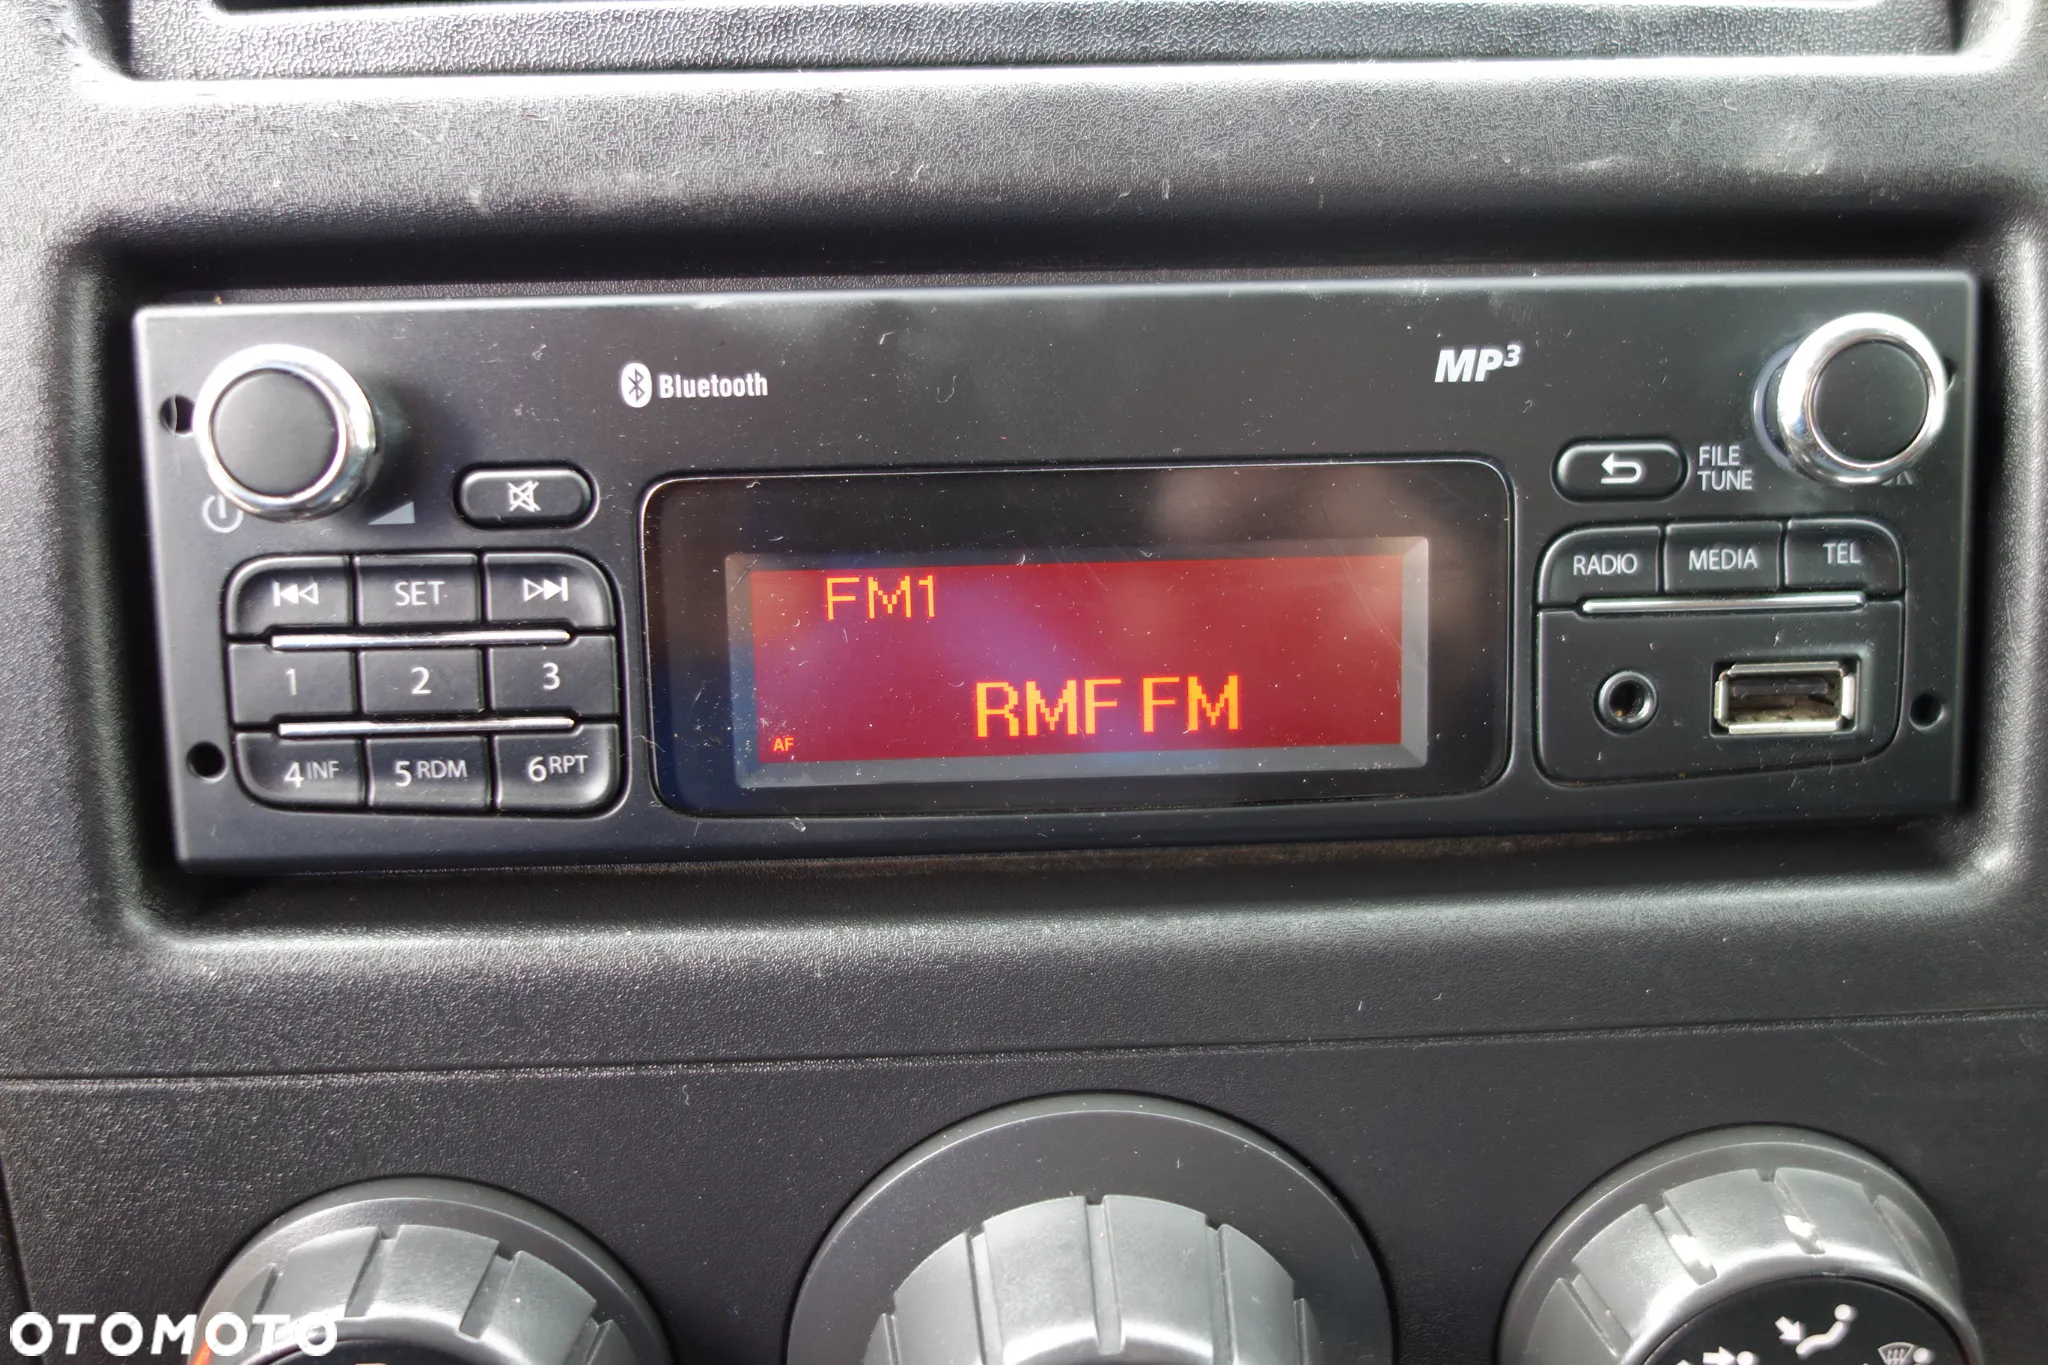 Bluetooth
MP3
FILE
TUNE
SET
RADIO
MEDIA
TEL
FM1
1
2
3
RMF FM
AF
4 INF
5 RDM
6 RPT
OTOMOTO